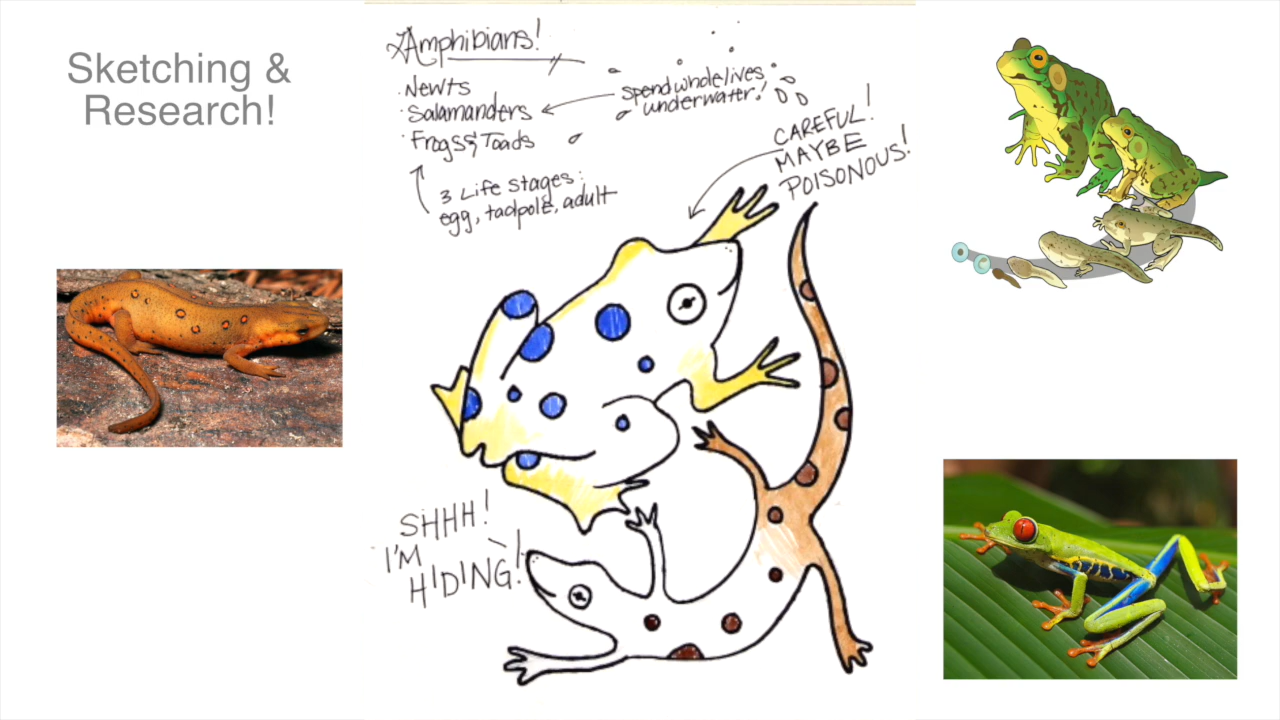 Sketching &
Research!
Amphibians!
· Newts
· Salamanders
· Frogs & Toads
spend whole lives
underwater!
3 Life stages:
egg, tadpole, adult
CAREFUL!
MAYBE
POISONOUS!
SHHH!
I'M
HIDING!